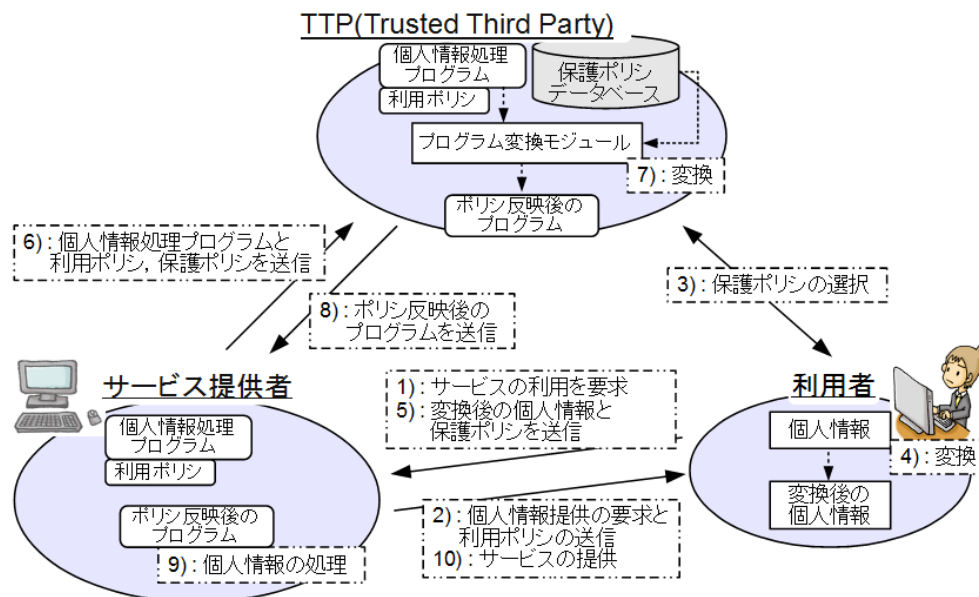 TTP(Trusted Third Party)
個人情報処理
プログラム
利用ポリシ
保護ポリシ
データベース
プログラム変換モジュール
7) : 変換
ポリシ反映後の
プログラム
6) : 個人情報処理プログラムと
利用ポリシ, 保護ポリシを送信
3) : 保護ポリシの選択
8) : ポリシ反映後の
プログラムを送信
サービス提供者
1) : サービスの利用を要求
5) : 変換後の個人情報と
保護ポリシを送信
利用者
個人情報処理
プログラム
利用ポリシ
個人情報
4) : 変換
変換後の
個人情報
ポリシ反映後の
プログラム
9) : 個人情報の処理
2) : 個人情報提供の要求と
利用ポリシの送信
10) : サービスの提供